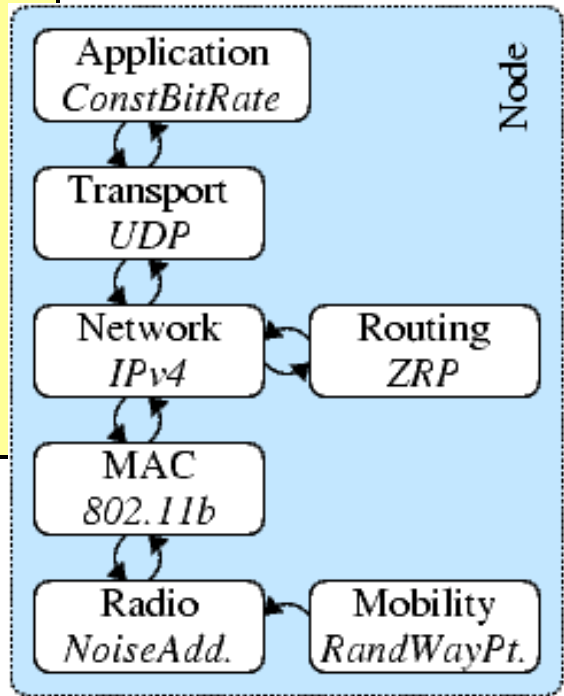 Node
Application
ConstBitRate
Transport
UDP
Network
IPv4
Routing
ZRP
MAC
802.11b
Radio
NoiseAdd.
Mobility
RandWayPt.